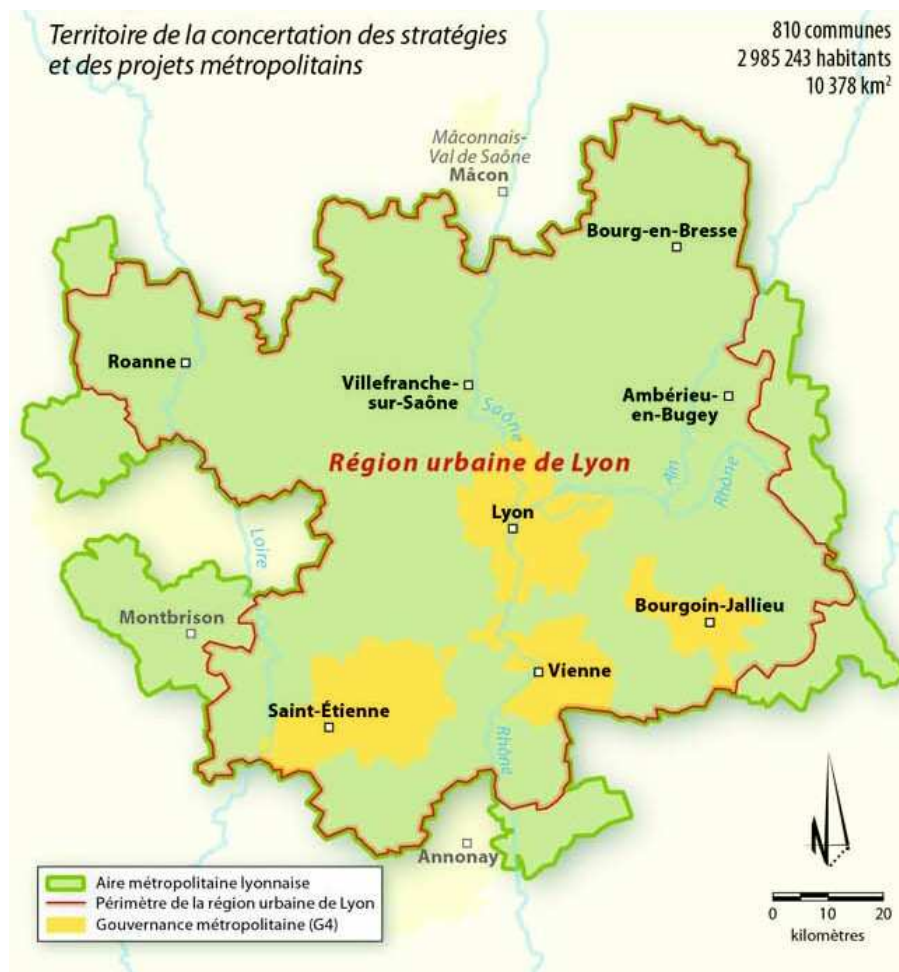 Territoire de la concertation des stratégies
et des projets métropolitains
810 communes
2 985 243 habitants
10 378 km²
Mâconnais-
Val de Saône
Mâcon
Bourg-en-Bresse
Roanne
Villefranche-
sur-Saône
Ambérieu-
en-Bugey
Saône
Région urbaine de Lyon
Ain
Rhône
Lyon
Loire
Montbrison
Bourgoin-Jallieu
Vienne
Saint-Étienne
Rhône
Annonay
N
Aire métropolitaine lyonnaise
Périmètre de la région urbaine de Lyon
Gouvernance métropolitaine (G4)
0 10 20
kilomètres